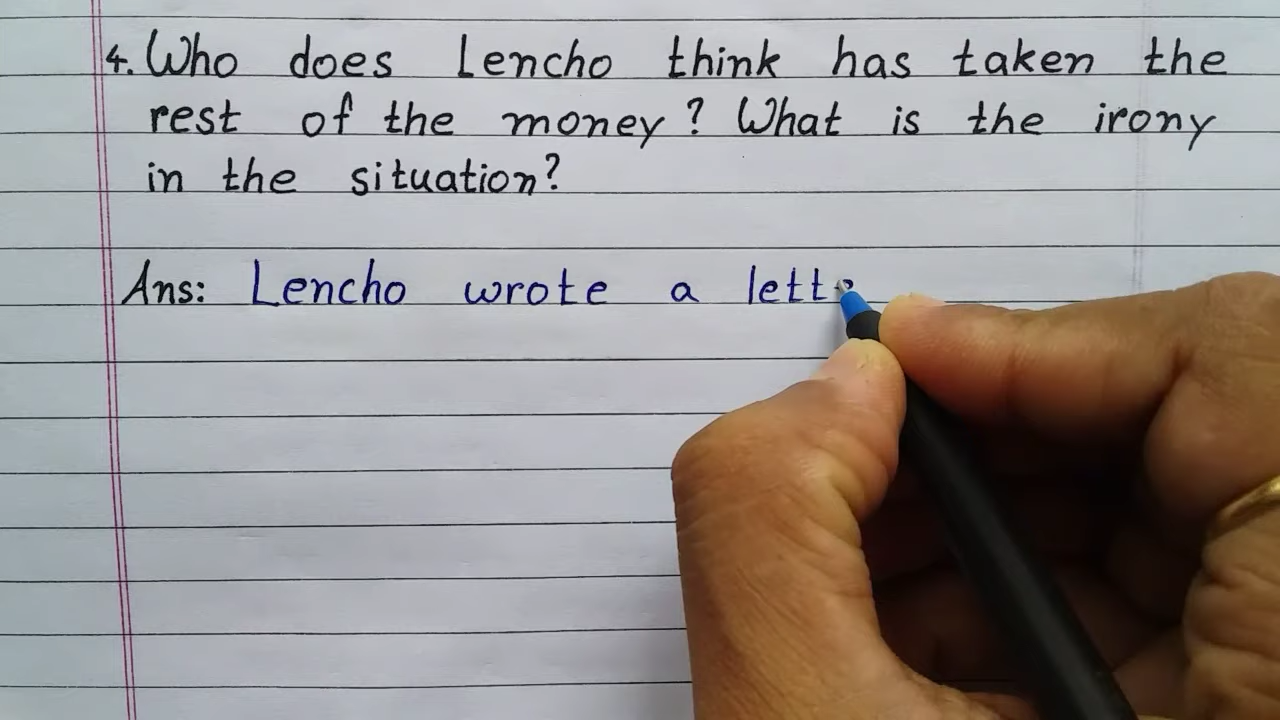 4. Who does Lencho think has taken the
rest of the money? What is the irony
in the situation?
Ans: Lencho wrote a lette